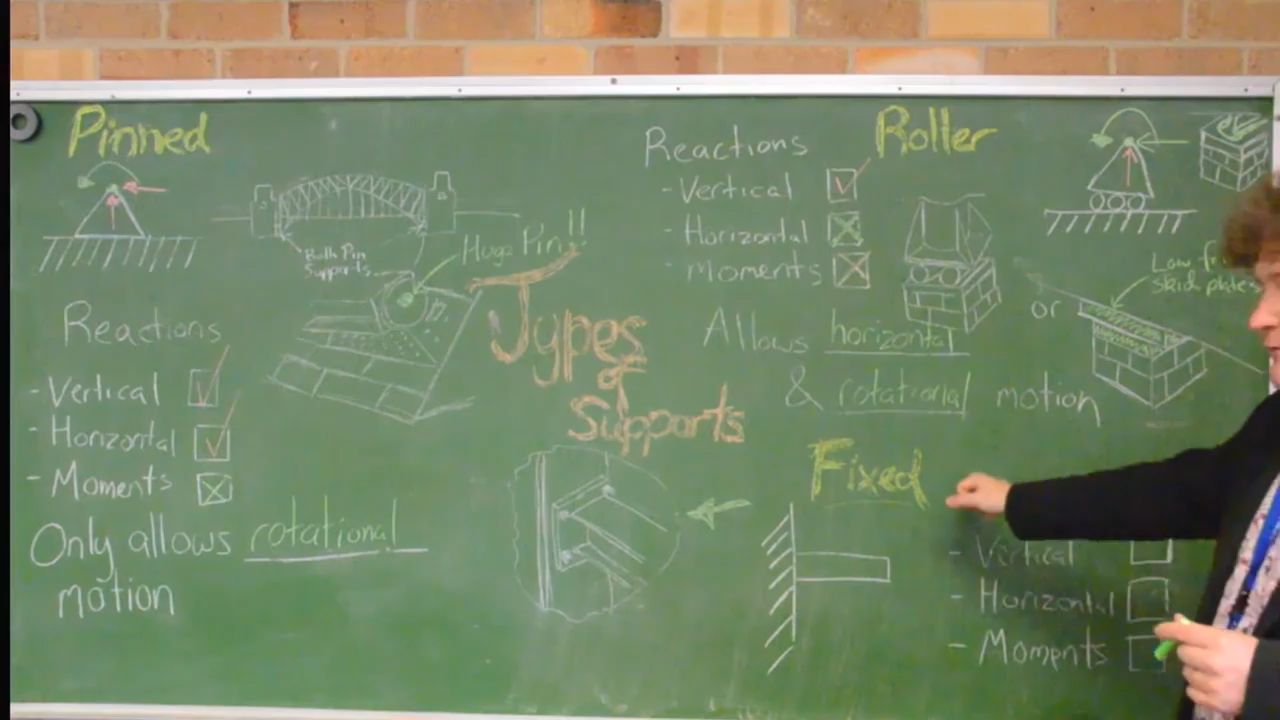 Pinned
Both Pin
Supports
Huge Pin!!
Reactions
- Vertical
- Horizontal
- Moments
Only allows rotational
motion
Types
of
Supports
Reactions
- Vertical
- Horizontal
- Moments
Roller
or
Low
skid plates
Allows horizontal
& rotational motion
Fixed
- Vertical
- Horizontal
- Moments